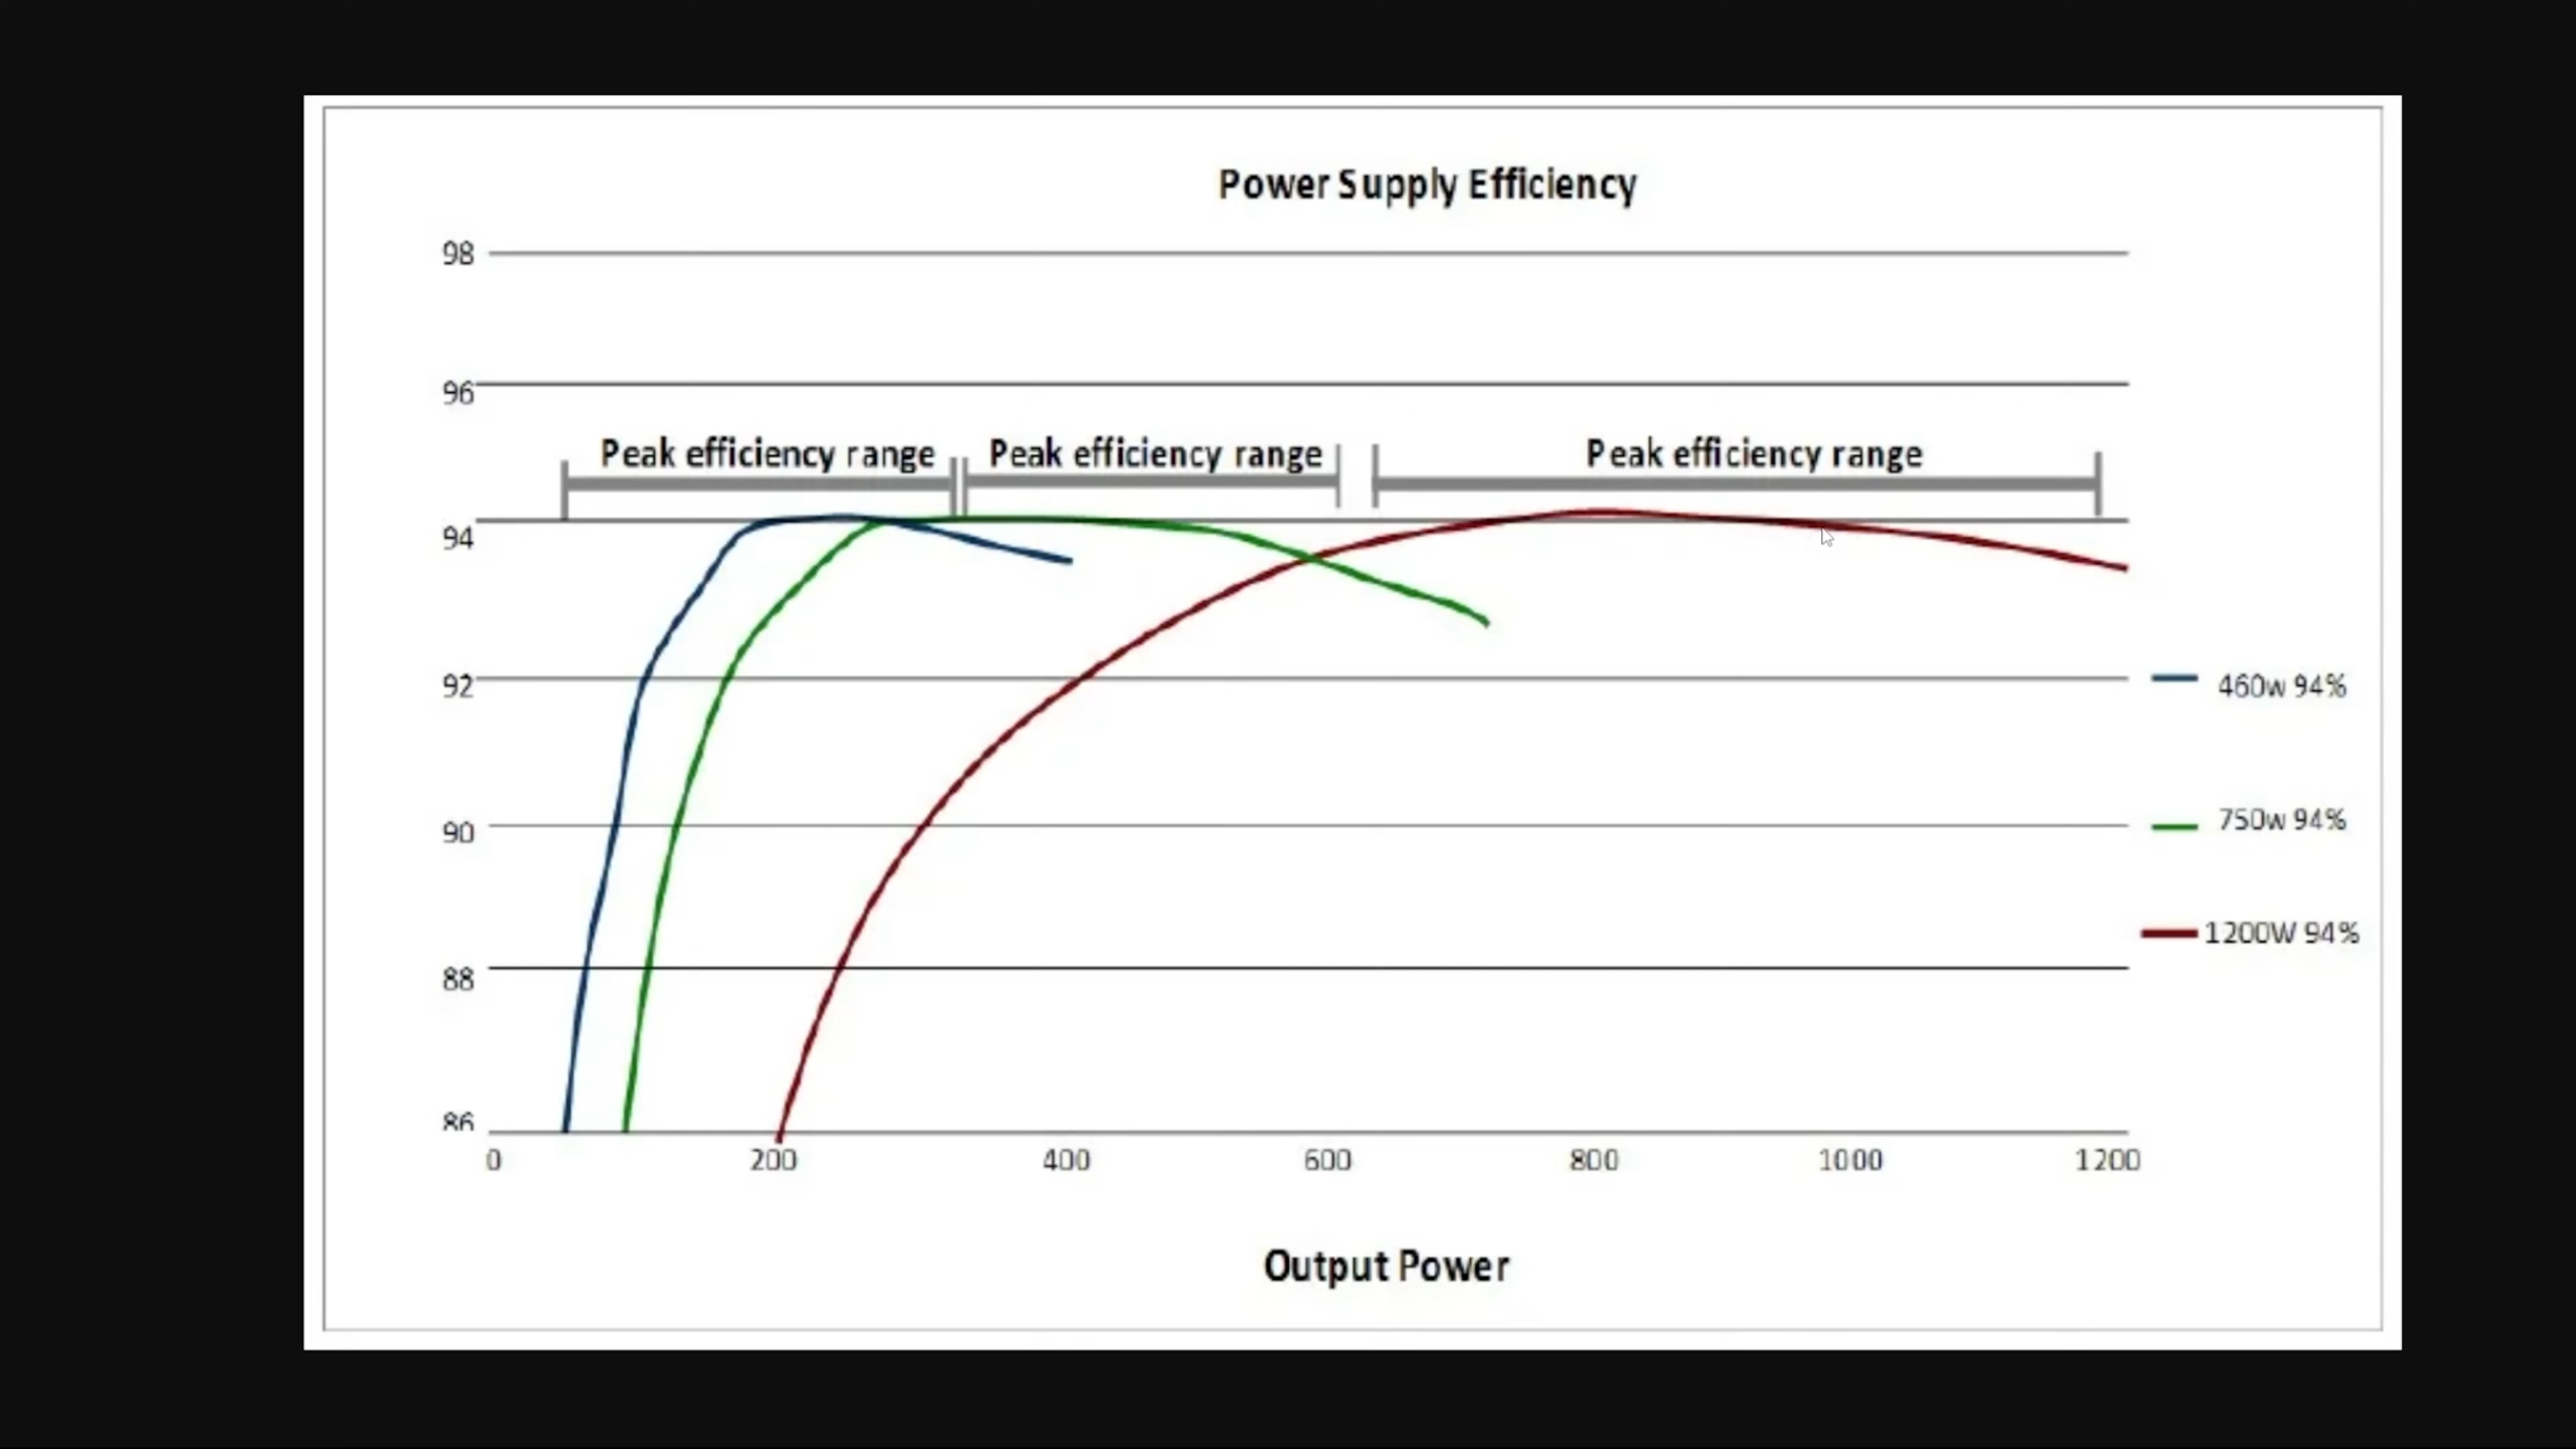 Power Supply Efficiency
98
96
Peak efficiency range Peak efficiency range Peak efficiency range
94
92
460w 94%
90
750w 94%
1200W 94%
88
86
0 200 400 600 800 1000 1200
Output Power